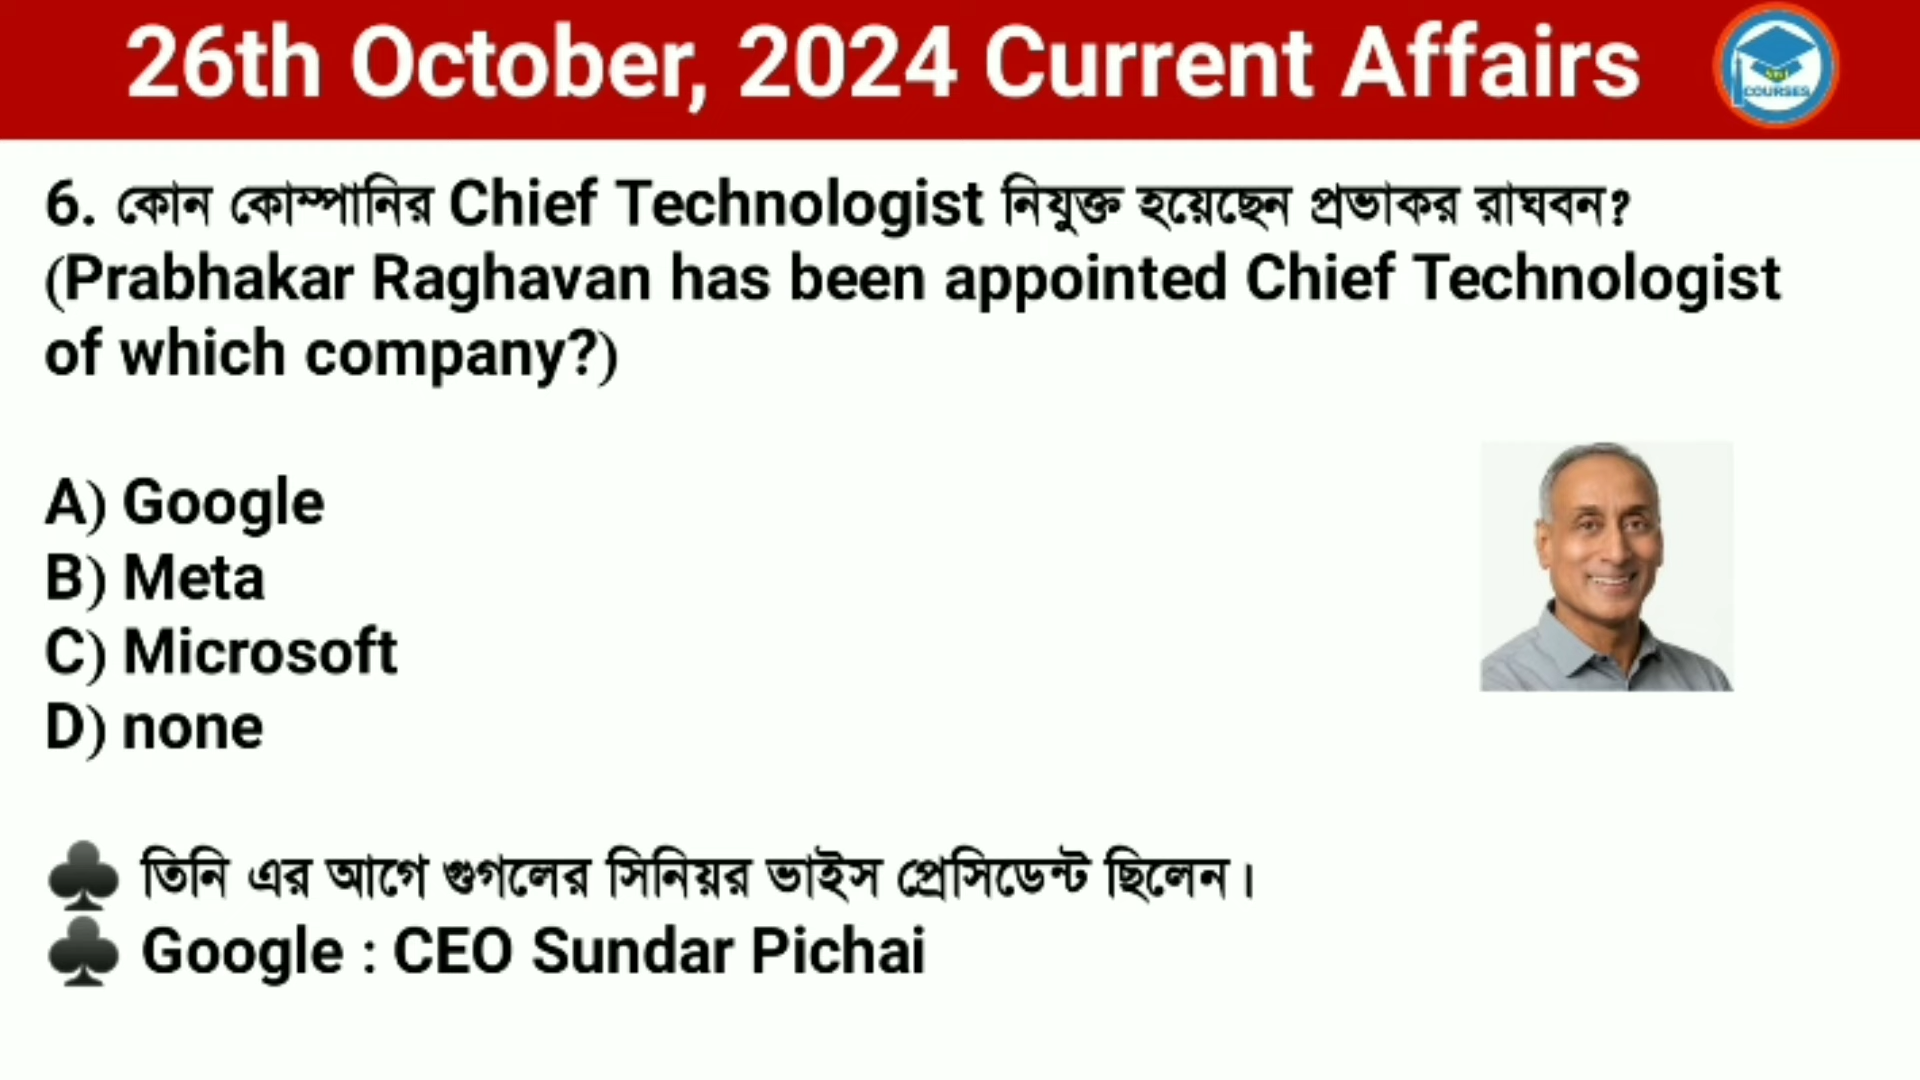 26th October, 2024 Current Affairs
COURSES
6. কোন কোম্পানির Chief Technologist নিযুক্ত হয়েছেন প্রভাকর রাঘবন?
(Prabhakar Raghavan has been appointed Chief Technologist
of which company?)
A) Google
B) Meta
C) Microsoft
D) none
♣ তিনি এর আগে গুগলের সিনিয়র ভাইস প্রেসিডেন্ট ছিলেন।
♣ Google : CEO Sundar Pichai